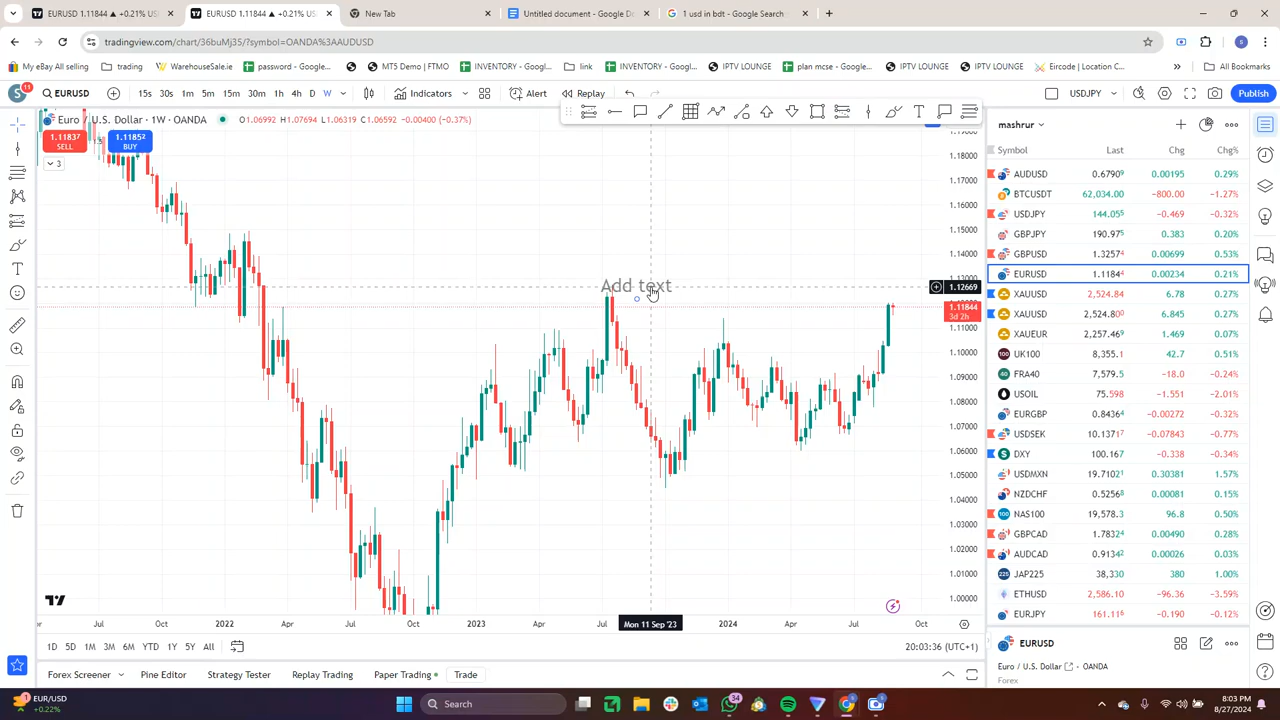 EURUSD 1.11844 ▲ +0.21% US
EURUSD 1.11844 ▲ +0.21% US
New Tab
Untitled document - Google Do
1 usd in bdt - Google Search
tradingview.com/chart/36buMj35/?symbol=OANDA%3AAUDUSD
My eBay All selling
trading
WarehouseSale.ie
password - Google...
MT5 | FTMO
INVENTORY - Googl...
link
INVENTORY - Googl...
IPTV LOUNGE
plan mcse - Google...
IPTV LOUNGE
IPTV LOUNGE
Eircode | Location C...
All Bookmarks
S
11
EURUSD
15s 30s 1m 5m 15m 30m 1h 4h D W
Indicators
Alert
Replay
USDJPY
Publish
Euro / U.S. Dollar · 1W · OANDA
O1.06992 H1.07694 L1.06319 C1.06592 −0.00400 (−0.37%)
1.11837
SELL
1.11852
BUY
3
Add text
1.19000
1.18000
1.17000
1.16000
1.15000
1.14000
1.13000
1.12669
1.11844
3d 2h
1.11000
1.10000
1.09000
1.08000
1.07000
1.06000
1.05000
1.04000
1.03000
1.02000
1.01000
1.00000
Jul Oct 2022 Apr Jul Oct 2023 Apr Jul Mon 11 Sep '23 2024 Apr Jul Oct
1D 5D 1M 3M 6M YTD 1Y 5Y All
20:03:36 (UTC+1)
Forex Screener
Pine Editor
Strategy Tester
Replay Trading
Paper Trading
Trade
mashrur
Symbol Last Chg Chg%
AUDUSD 0.67909 0.00195 0.29%
BTCUSDT 62,034.00 −800.00 −1.27%
USDJPY 144.055 −0.469 −0.32%
GBPJPY 190.975 0.383 0.20%
GBPUSD 1.32574 0.00699 0.53%
EURUSD 1.11844 0.00234 0.21%
XAUUSD 2,524.84 6.78 0.27%
XAUUSD 2,524.800 6.845 0.27%
XAUEUR 2,257.469 1.469 0.07%
UK100 8,355.1 42.7 0.51%
FRA40 7,579.5 −18.0 −0.24%
USOIL 75.598 −1.551 −2.01%
EURGBP 0.84364 −0.00272 −0.32%
USDSEK 10.13717 −0.07843 −0.77%
DXY 100.167 −0.338 −0.34%
USDMXN 19.71021 0.30381 1.57%
NZDCHF 0.52568 0.00081 0.15%
NAS100 19,578.3 96.8 0.50%
GBPCAD 1.78324 0.00490 0.28%
AUDCAD 0.91342 0.00026 0.03%
JAP225 38,330 380 1.00%
ETHUSD 2,586.10 −96.36 −3.59%
EURJPY 161.116 −0.190 −0.12%
EURUSD
Euro / U.S. Dollar · OANDA
Forex
EUR/USD
+0.22%
Search
34
8:03 PM
8/27/2024